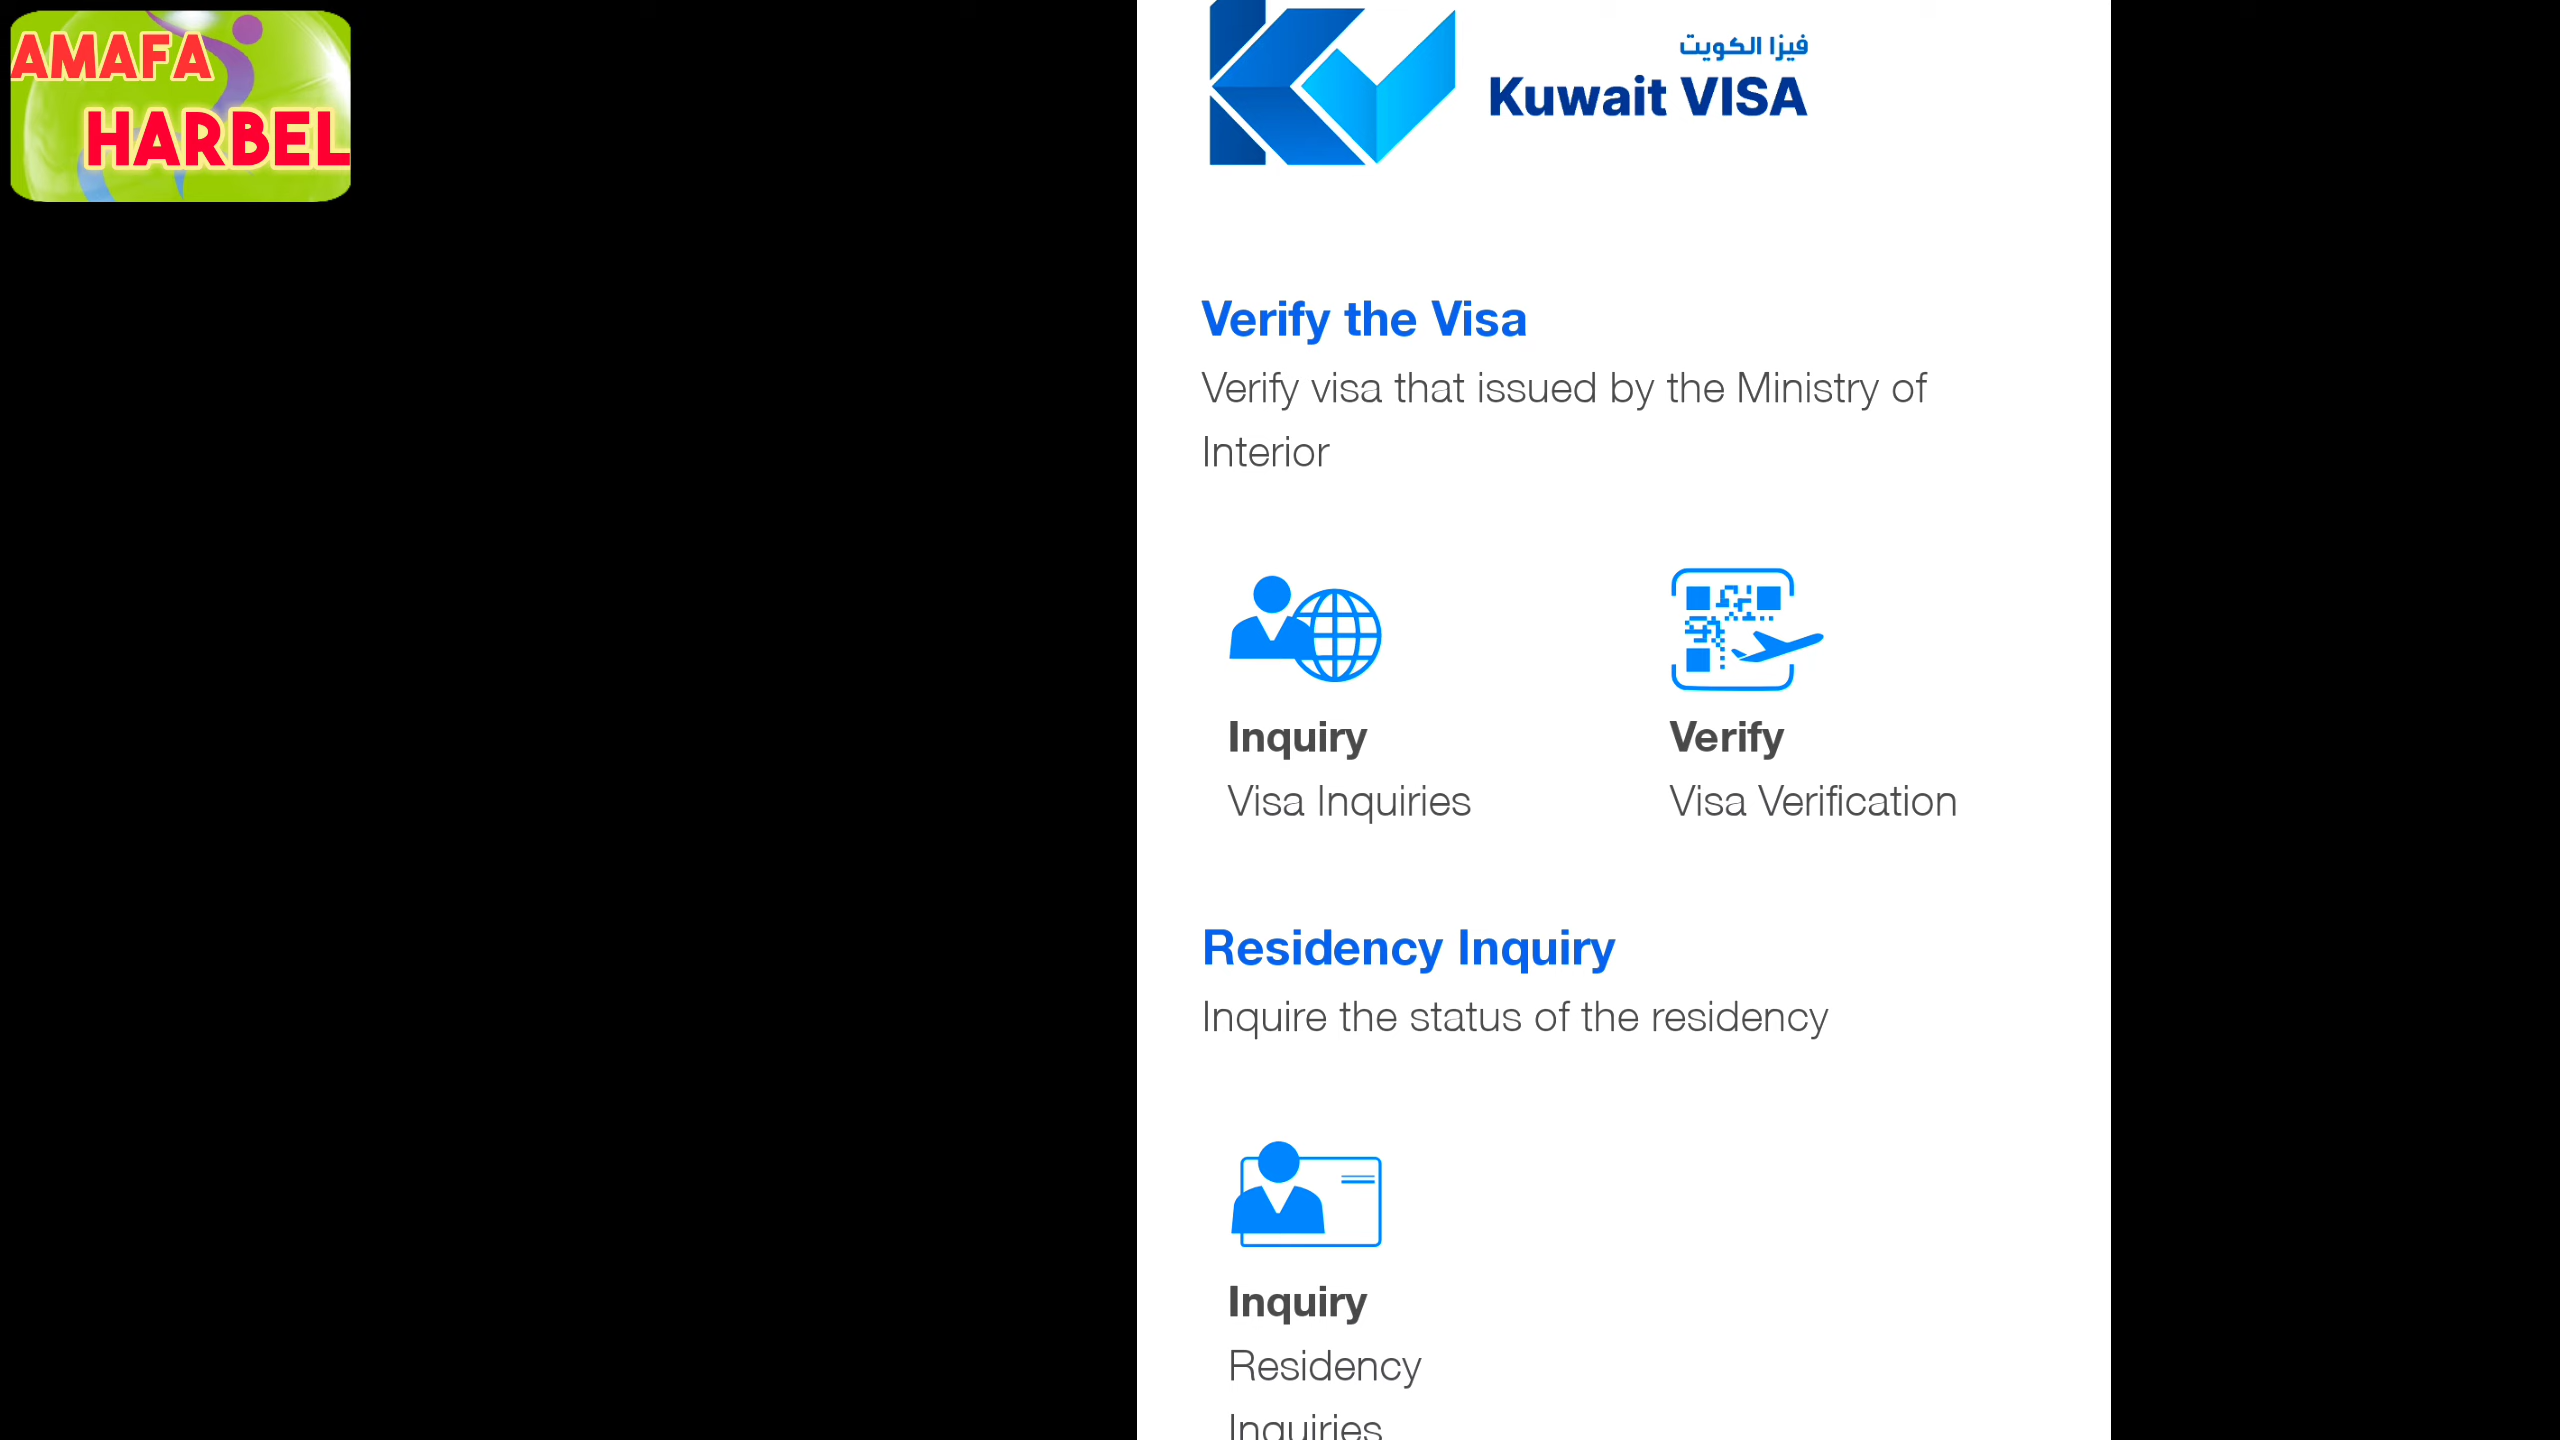 AMAFA
HARBEL
فيزا الكويت
Kuwait VISA
Verify the Visa
Verify visa that issued by the Ministry of
Interior
Inquiry
Visa Inquiries
Verify
Visa Verification
Residency Inquiry
Inquire the status of the residency
Inquiry
Residency
Inquiries